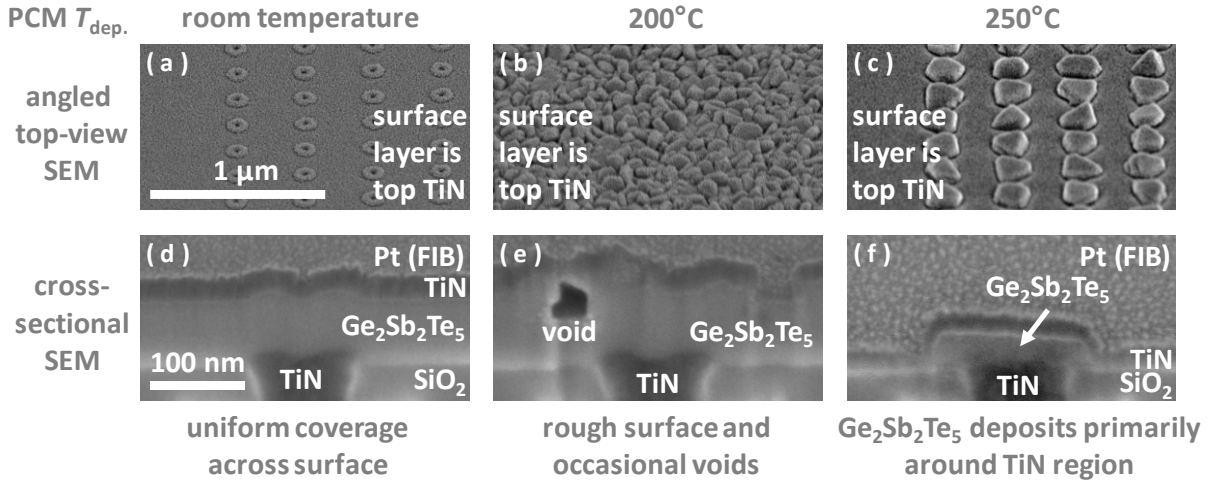 PCM T_dep. room temperature 200°C 250°C
angled
top-view
SEM
( a )
surface
layer is
top TiN
1 µm
( b )
surface
layer is
top TiN
( c )
surface
layer is
top TiN
cross-
sectional
SEM
( d )
Pt (FIB)
TiN
Ge₂Sb₂Te₅
100 nm
TiN
SiO₂
( e )
void
Ge₂Sb₂Te₅
TiN
( f )
Pt (FIB)
Ge₂Sb₂Te₅
TiN
SiO₂
TiN
uniform coverage
across surface
rough surface and
occasional voids
Ge₂Sb₂Te₅ deposits primarily
around TiN region